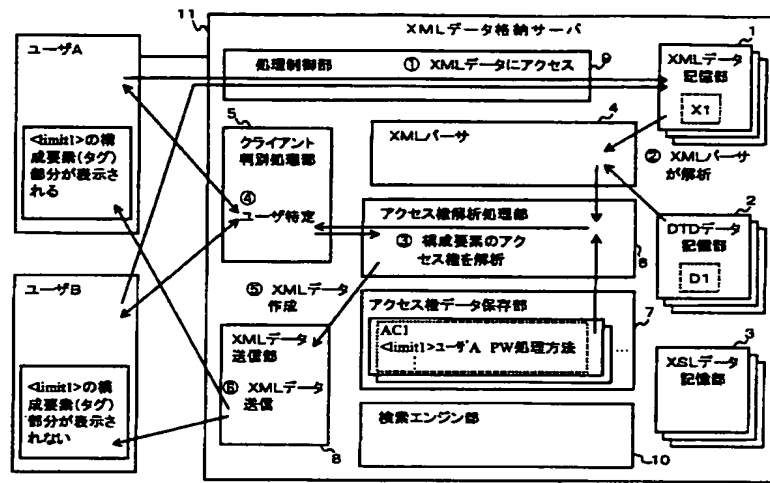 11
XMLデータ格納サーバ
ユーザA
<limit1>の構
成要素(タグ)
部分が表示さ
れる
処理制御部
① XMLデータにアクセス
9
1
XMLデータ
記憶部
X1
5
クライアント
判別処理部
④
ユーザ特定
4
XMLパーサ
② XMLパーサ
が解析
アクセス権解析処理部
③ 構成要素のアク
セス権を解析
6
2
DTDデータ
記憶部
D1
ユーザB
<limit1>の構
成要素(タグ)
部分が表示さ
れない
⑤ XMLデータ
作成
アクセス権データ保存部
7
AC1
<limit1>ユーザA PW処理方法
⋮
…
XMLデータ
送信部
⑥ XMLデータ
送信
8
3
XSLデータ
記憶部
検索エンジン部
10